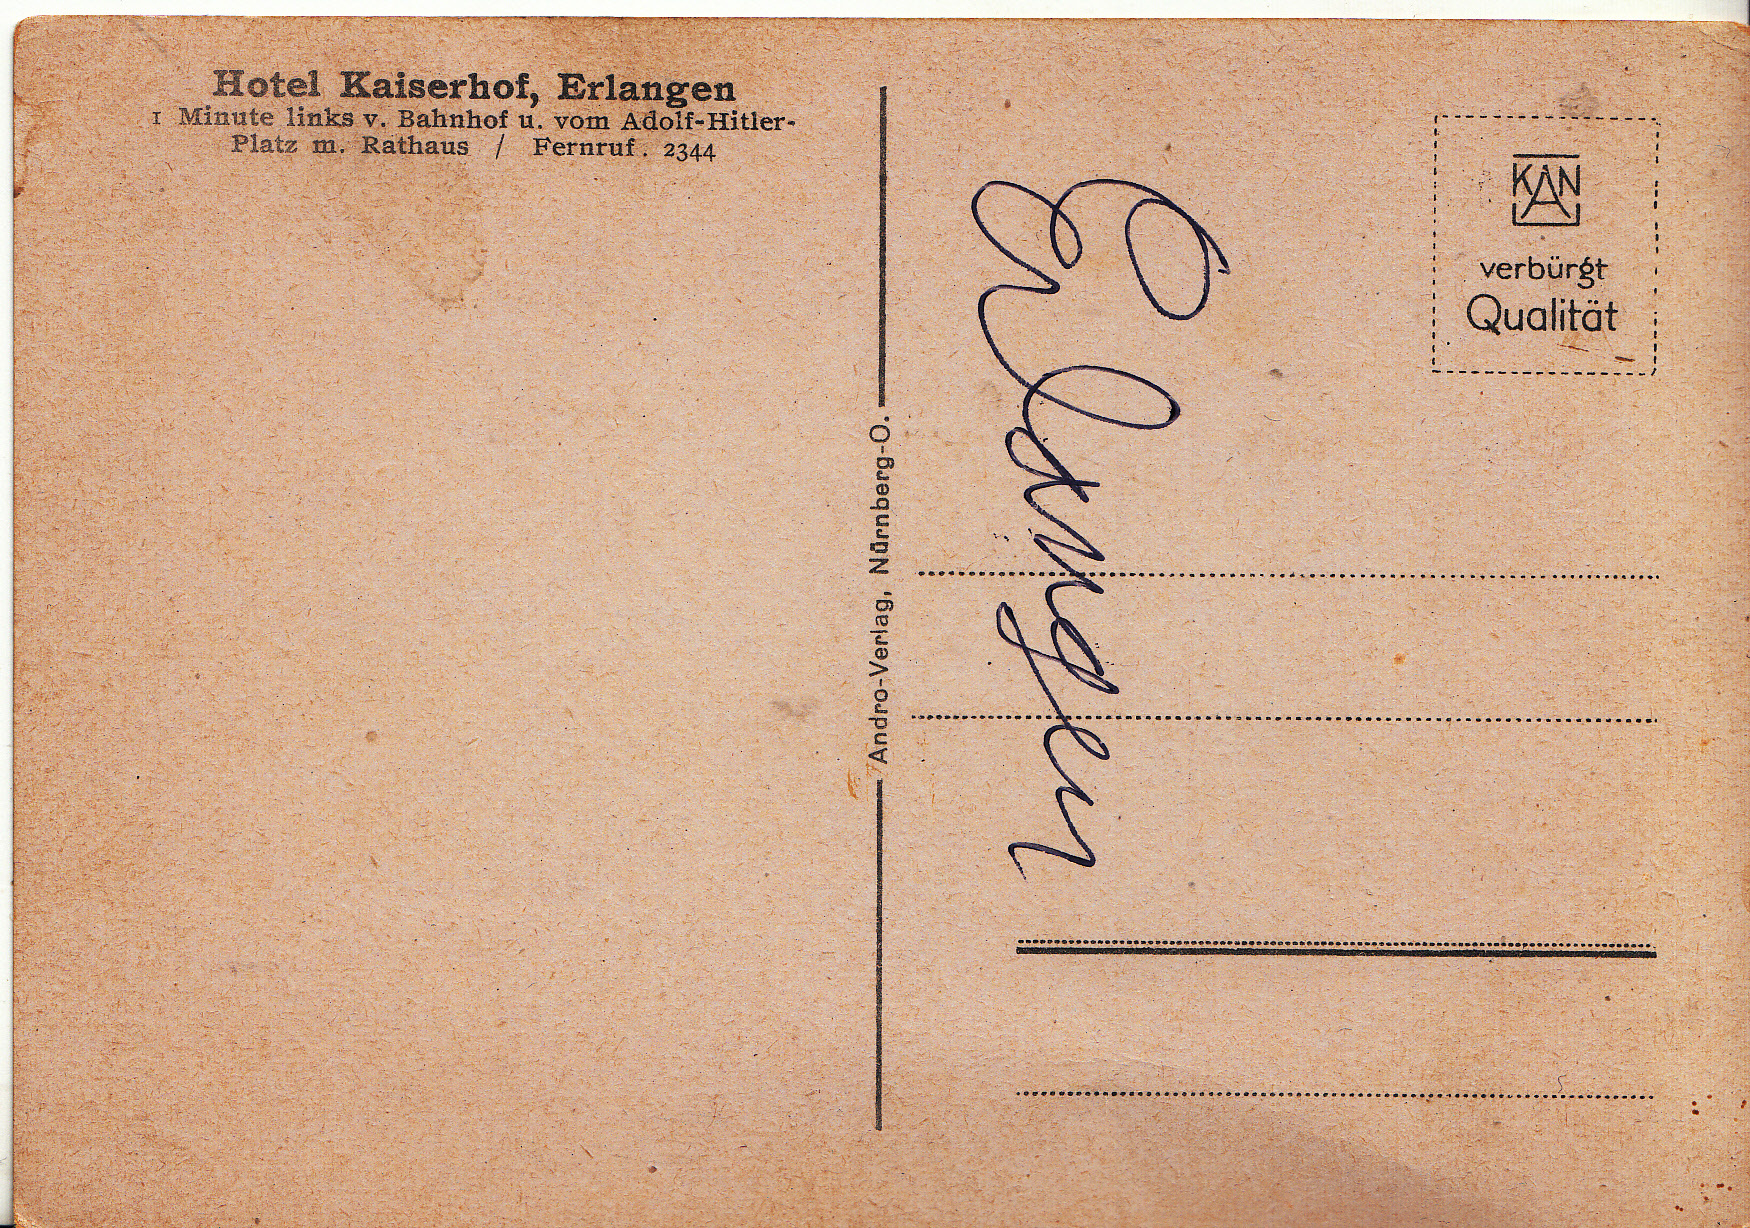 Hotel Kaiserhof, Erlangen
1 Minute links v. Bahnhof u. vom Adolf-Hitler-
Platz m. Rathaus / Fernruf. 2344
Andro-Verlag, Nürnberg-O.
Erlangen
KAN
verbürgt
Qualität